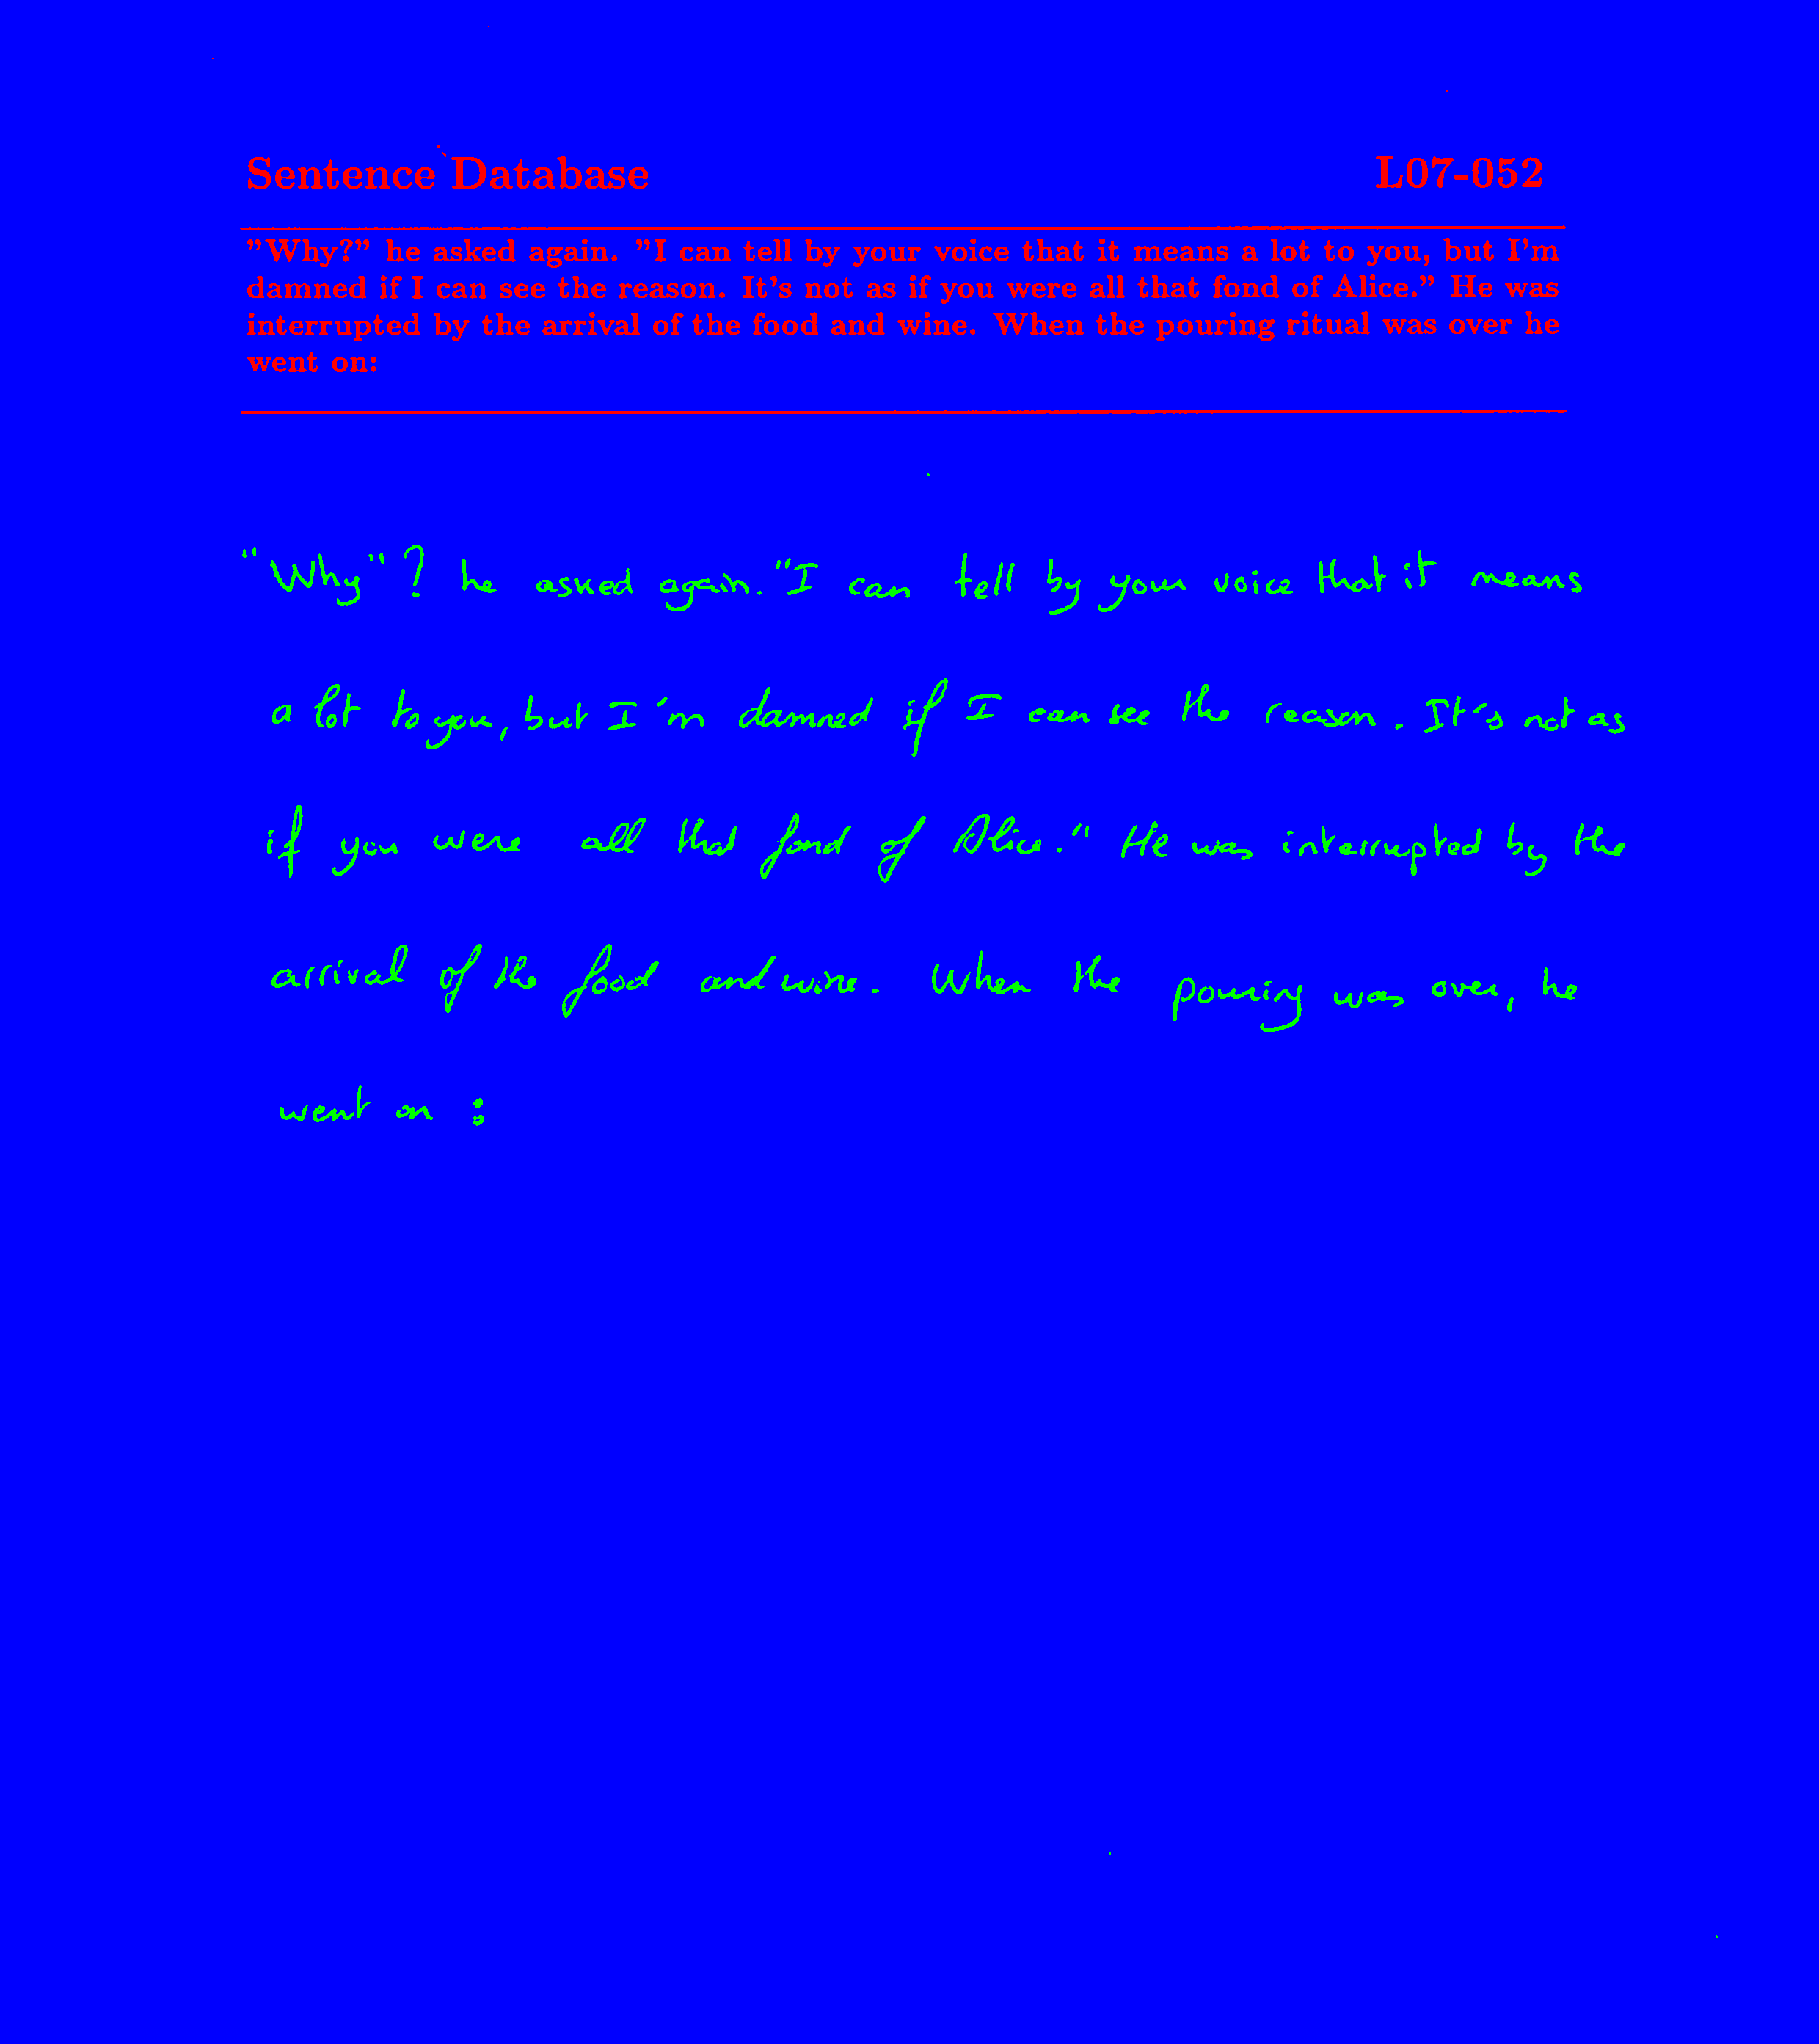 Sentence Database L07-052
"Why?" he asked again. "I can tell by your voice that it means a lot to you, but I'm
damned if I can see the reason. It's not as if you were all that fond of Alice." He was
interrupted by the arrival of the food and wine. When the pouring ritual was over he
went on:
"Why"? he asked again. "I can tell by your voice that it means
a lot to you, but I'm damned if I can see the reason. It's not as
if you were all that fond of Alice." He was interrupted by the
arrival of the food and wine. When the pouring was over, he
went on :